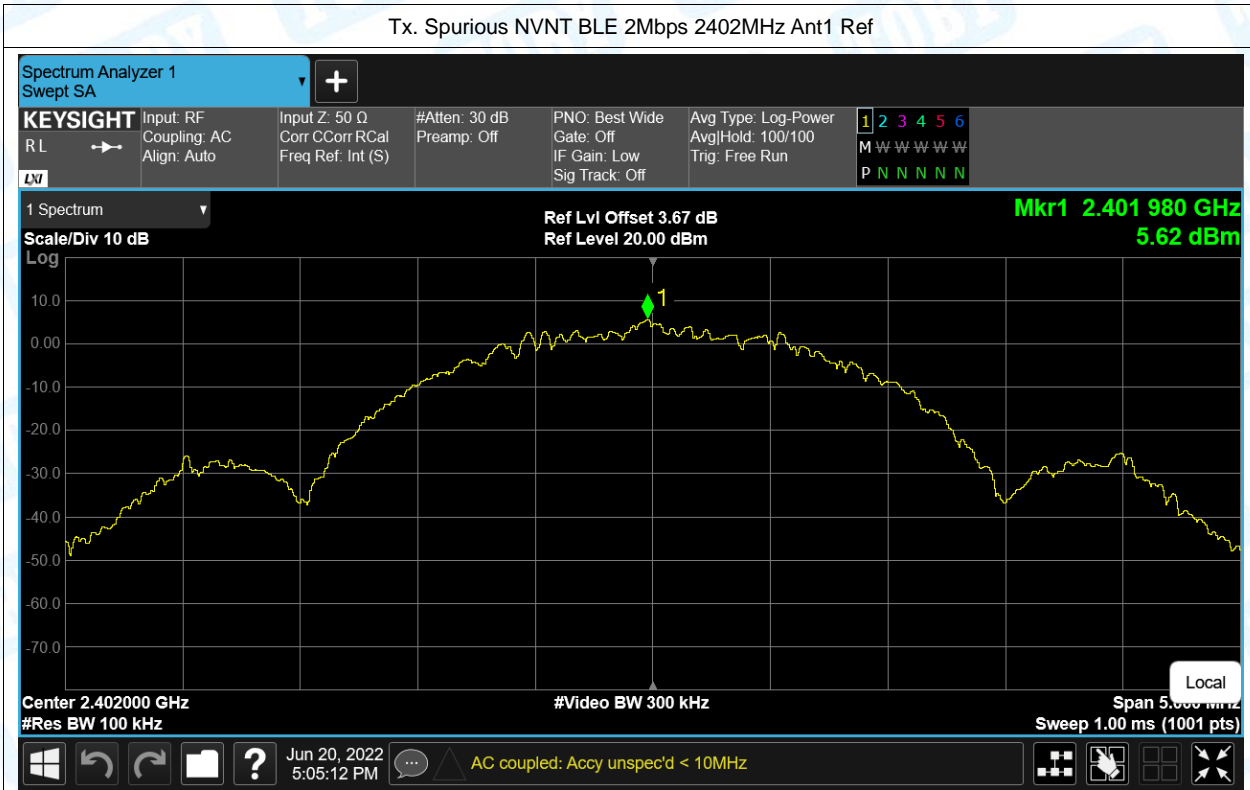 Tx. Spurious NVNT BLE 2Mbps 2402MHz Ant1 Ref
Spectrum Analyzer 1
Swept SA
KEYSIGHT
RL
LXI
Input: RF
Coupling: AC
Align: Auto
Input Z: 50 Ω
Corr CCorr RCal
Freq Ref: Int (S)
#Atten: 30 dB
Preamp: Off
PNO: Best Wide
Gate: Off
IF Gain: Low
Sig Track: Off
Avg Type: Log-Power
Avg|Hold: 100/100
Trig: Free Run
1 2 3 4 5 6
M W W W W W
P N N N N N
1 Spectrum
Scale/Div 10 dB
Ref Lvl Offset 3.67 dB
Ref Level 20.00 dBm
Mkr1 2.401 980 GHz
5.62 dBm
Log
1
10.0
0.00
-10.0
-20.0
-30.0
-40.0
-50.0
-60.0
-70.0
Local
Center 2.402000 GHz
#Video BW 300 kHz
Span 5.000 MHz
#Res BW 100 kHz
Sweep 1.00 ms (1001 pts)
?
Jun 20, 2022
5:05:12 PM
AC coupled: Accy unspec'd < 10MHz